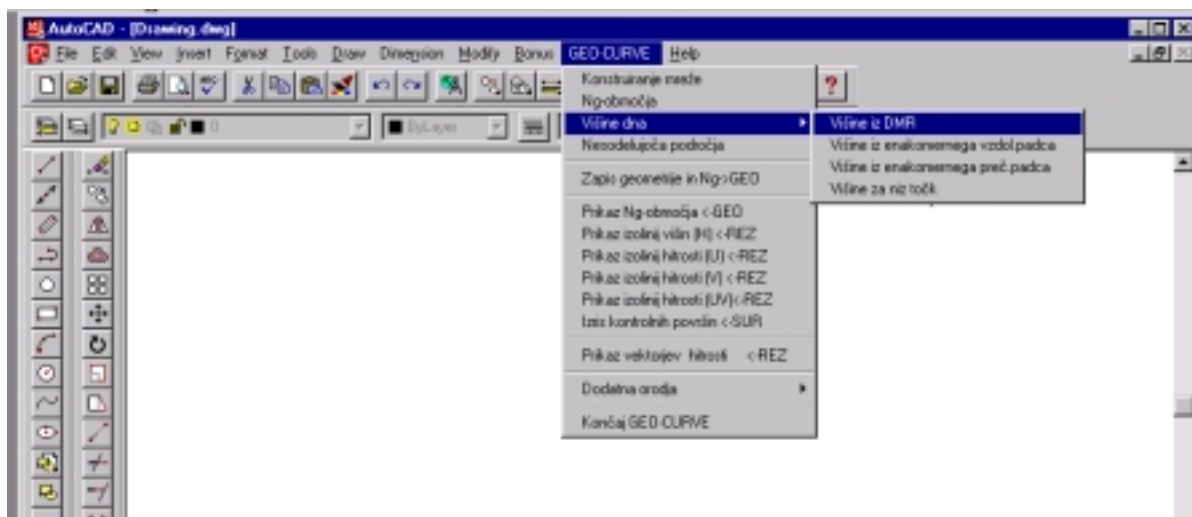 AutoCAD - [Drawing.dwg]
File Edit View Insert Format Tools Draw Dimension Modify Bonus GEO-CURVE Help
0
ByLayer
Konstruiranje mreže
Ng-območja
Višine dna
Nesodelujoča področja
Zapis geometrije in Ng->GEO
Prikaz Ng-območja <-GEO
Prikaz izolinij višin (H) <-REZ
Prikaz izolinij hitrosti (U) <-REZ
Prikaz izolinij hitrosti (V) <-REZ
Prikaz izolinij hitrosti (UV)<-REZ
Izris kontrolnih površin <-SUR
Prikaz vektorjev hitrosti <-REZ
Dodatna orodja
Končaj GEO-CURVE
Višine iz DMR
Višine iz enakomernega vzdol.padca
Višine iz enakomernega preč.padca
Višine za niz točk